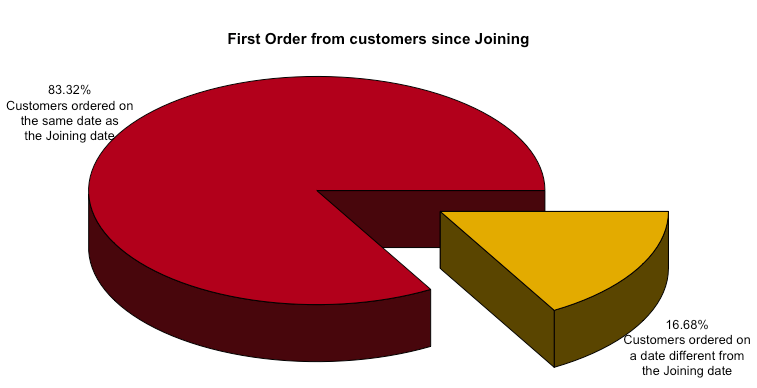 First Order from customers since Joining
83.32%
Customers ordered on
the same date as
the Joining date
16.68%
Customers ordered on
a date different from
the Joining date